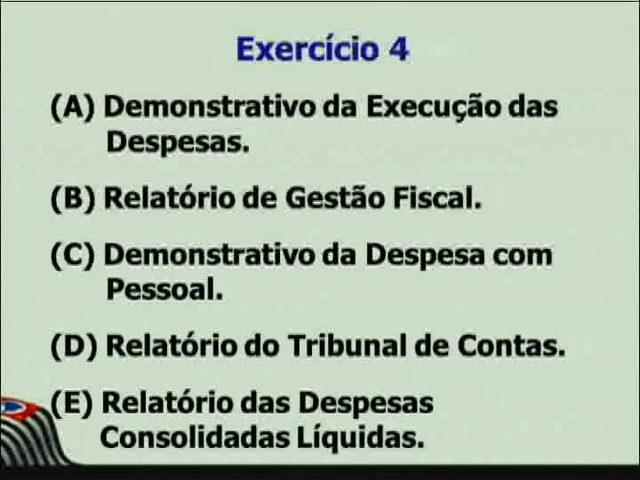 Exercício 4
(A) Demonstrativo da Execução das
Despesas.
(B) Relatório de Gestão Fiscal.
(C) Demonstrativo da Despesa com
Pessoal.
(D) Relatório do Tribunal de Contas.
(E) Relatório das Despesas
Consolidadas Líquidas.